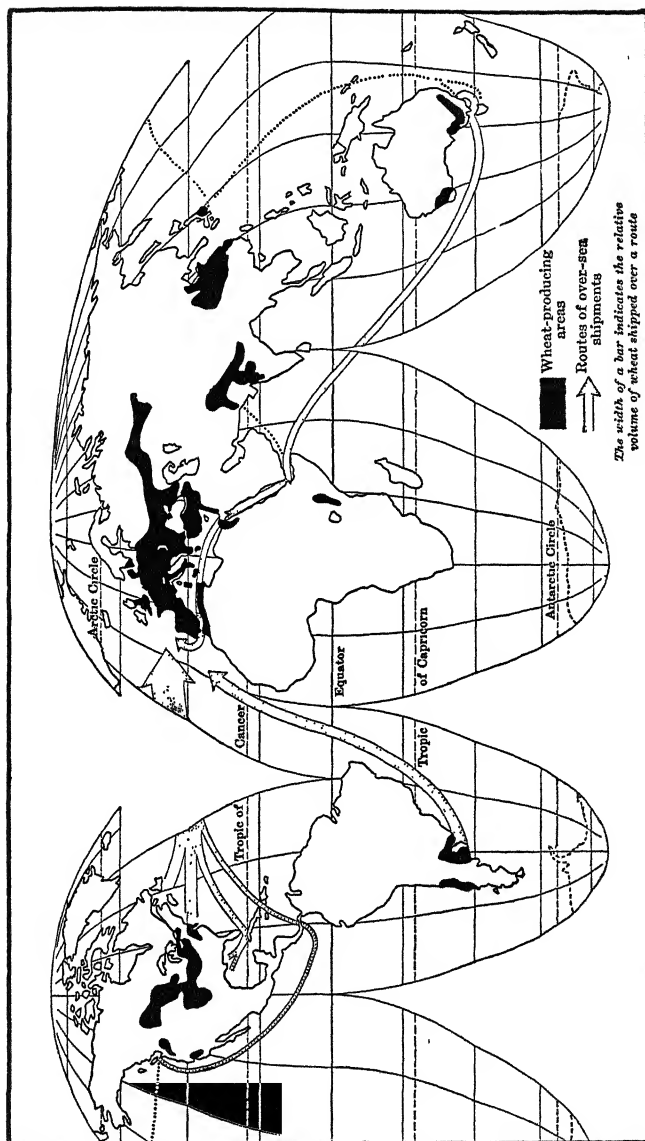 Arctic Circle
Tropic of Cancer
Equator
Tropic of Capricorn
Antarctic Circle
Wheat-producing
areas
Routes of over-sea
shipments
The width of a bar indicates the relative
volume of wheat shipped over a route